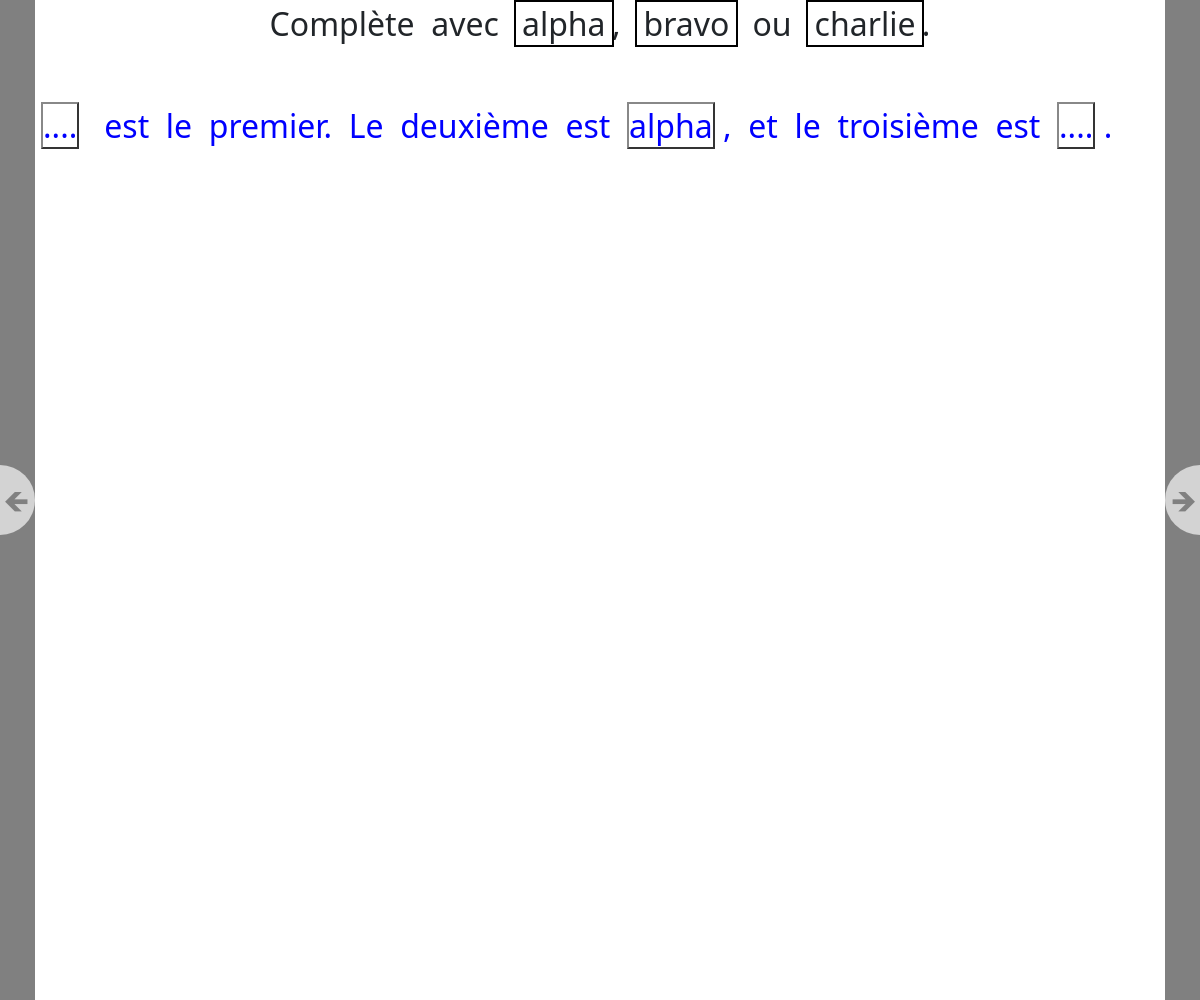 Complète avec alpha, bravo ou charlie.
.... est le premier. Le deuxième est alpha , et le troisième est .... .